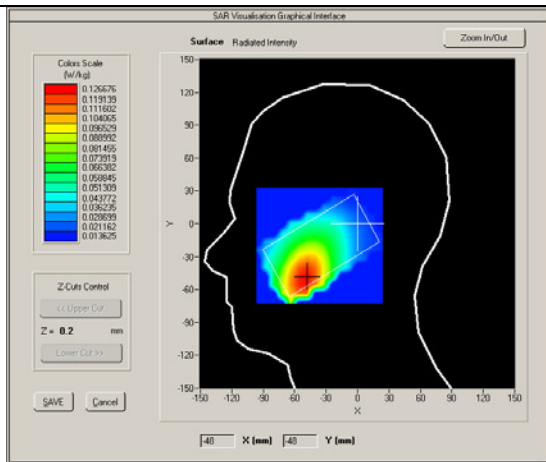 SAR Visualisation Graphical Interface
Surface Radiated Intensity
Zoom In/Out
Colors Scale
(W/kg)
0.126676
0.119139
0.111602
0.104065
0.096529
0.088992
0.081455
0.073919
0.066382
0.058845
0.051309
0.043772
0.036235
0.028699
0.021162
0.013625
Z-Cuts Control
<< Upper Cut
Z = 0.2 mm
Lower Cut >>
SAVE Cancel
150-
120-
90-
60-
30-
0-
-30-
-60-
-90-
-120-
-150-
Y
-150 -120 -90 -60 -30 0 30 60 90 120 150
X
-48 X (mm) -48 Y (mm)